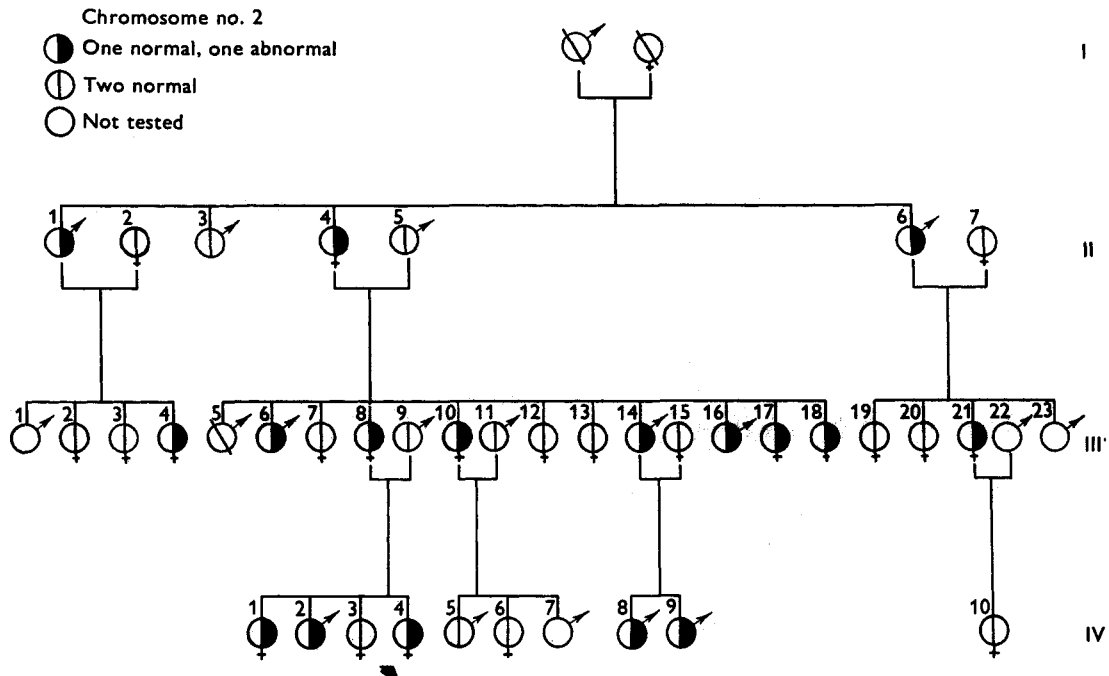 Chromosome no. 2
One normal, one abnormal
Two normal
Not tested
I
1 2 3 4 5 6 7
II
1 2 3 4 5 6 7 8 9 10 11 12 13 14 15 16 17 18 19 20 21 22 23
III
1 2 3 4 5 6 7 8 9 10
IV